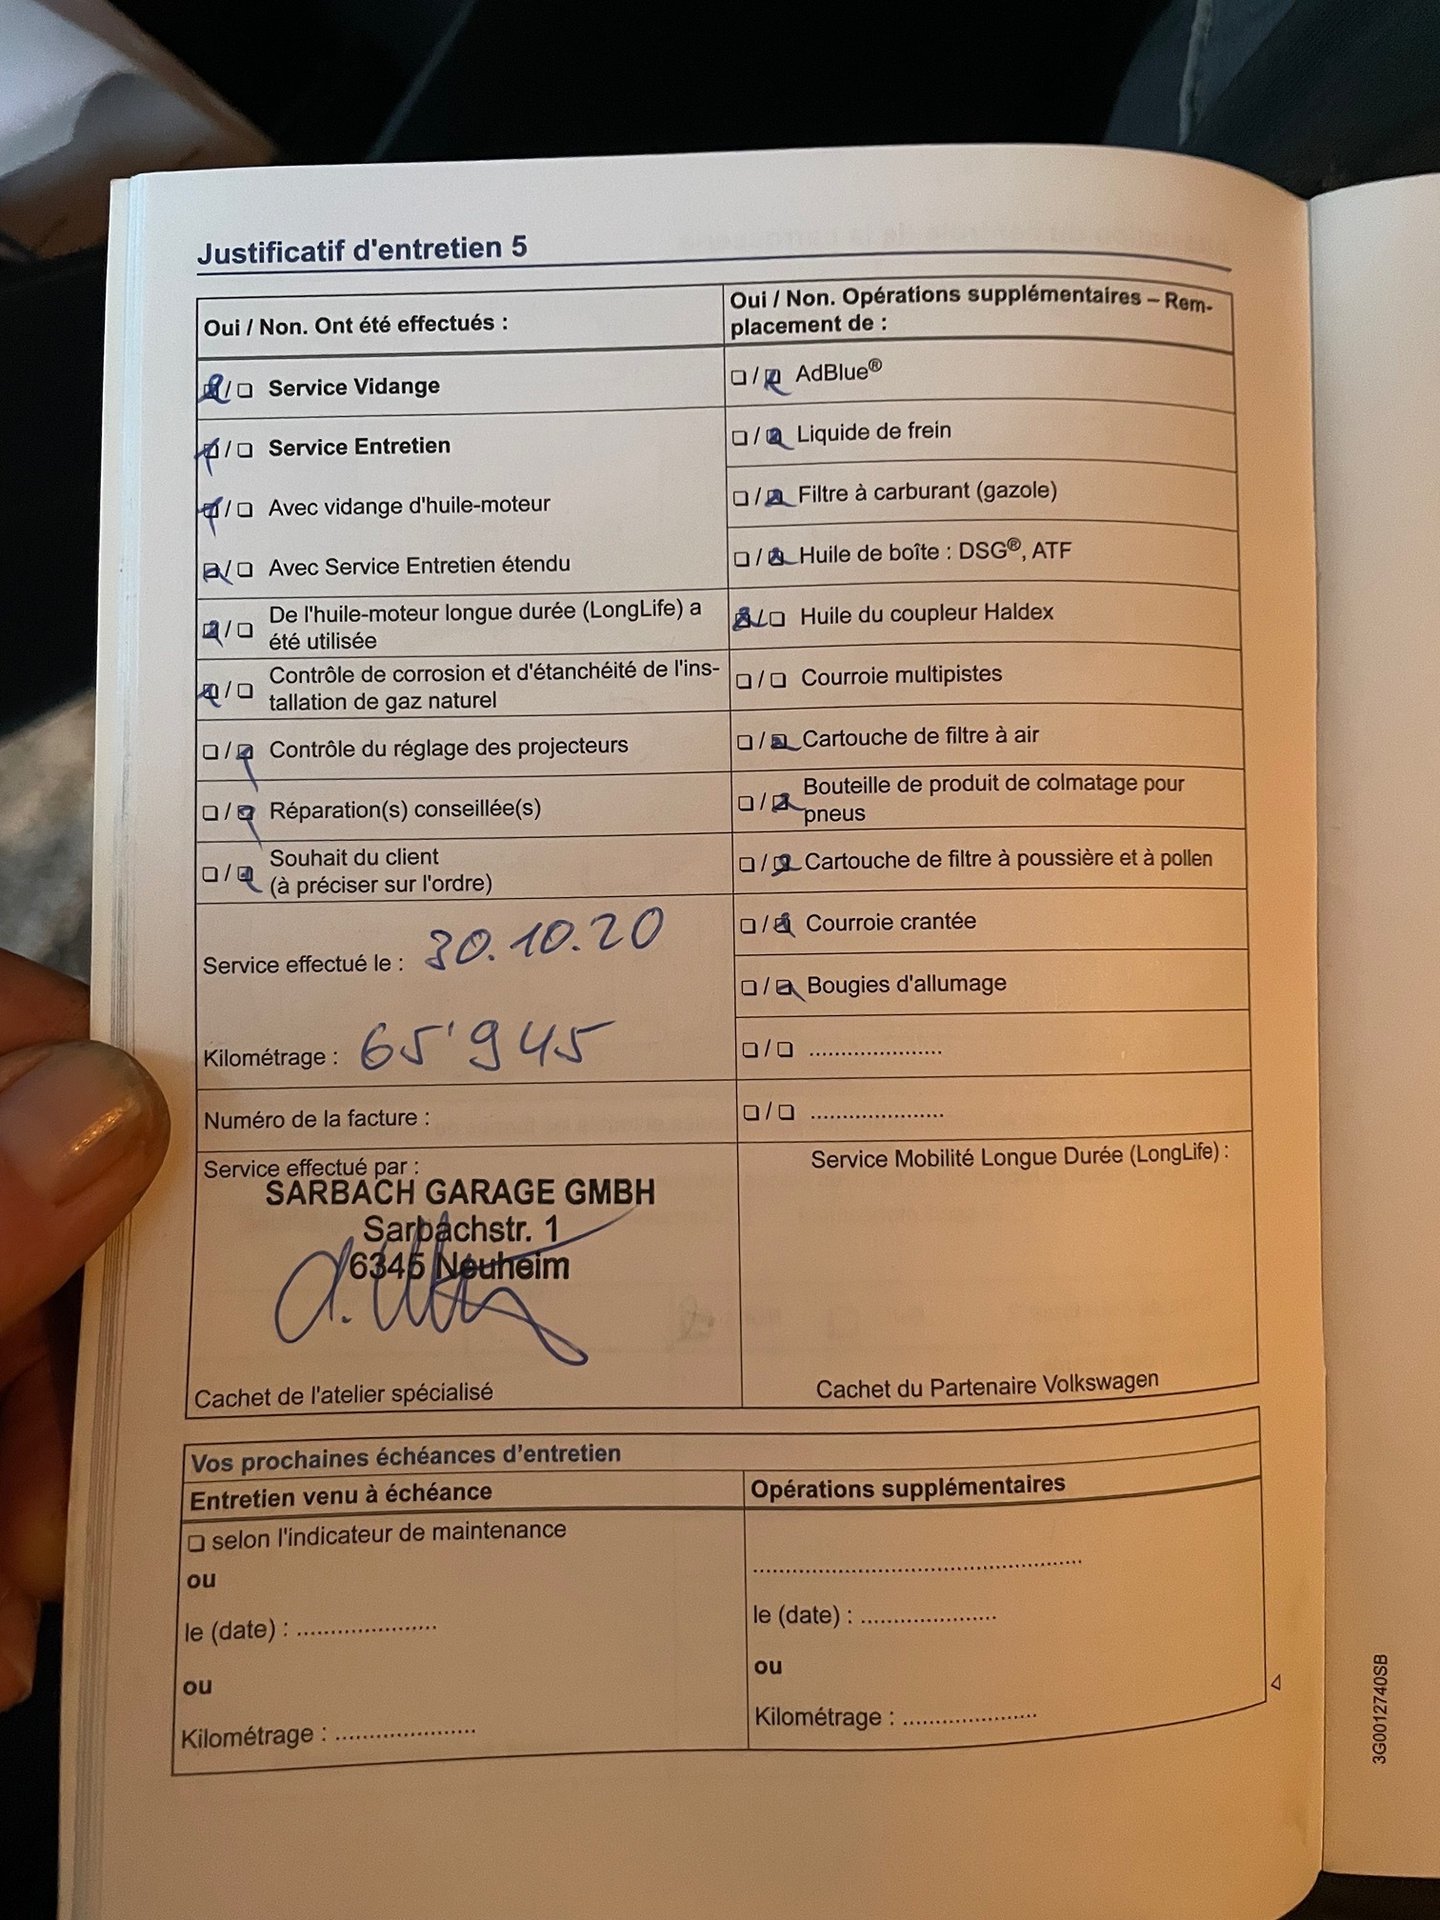 Justificatif d'entretien 5
Oui / Non. Ont été effectués :
Service Vidange
Service Entretien
Avec vidange d'huile-moteur
Avec Service Entretien étendu
De l'huile-moteur longue durée (LongLife) a
été utilisée
Contrôle de corrosion et d'étanchéité de l'ins-
tallation de gaz naturel
Contrôle du réglage des projecteurs
Réparation(s) conseillée(s)
Souhait du client
(à préciser sur l'ordre)
Service effectué le : 30.10.20
Kilométrage : 65'945
Numéro de la facture :
Service effectué par :
SARBACH GARAGE GMBH
Sarbachstr. 1
6345 Neuheim
Cachet de l'atelier spécialisé
Oui / Non. Opérations supplémentaires – Rem-
placement de :
AdBlue®
Liquide de frein
Filtre à carburant (gazole)
Huile de boîte : DSG®, ATF
Huile du coupleur Haldex
Courroie multipistes
Cartouche de filtre à air
Bouteille de produit de colmatage pour
pneus
Cartouche de filtre à poussière et à pollen
Courroie crantée
Bougies d'allumage
Service Mobilité Longue Durée (LongLife) :
Cachet du Partenaire Volkswagen
Vos prochaines échéances d'entretien
Entretien venu à échéance
selon l'indicateur de maintenance
ou
le (date) :
ou
Kilométrage :
Opérations supplémentaires
le (date) :
ou
Kilométrage :
3G0012740SB